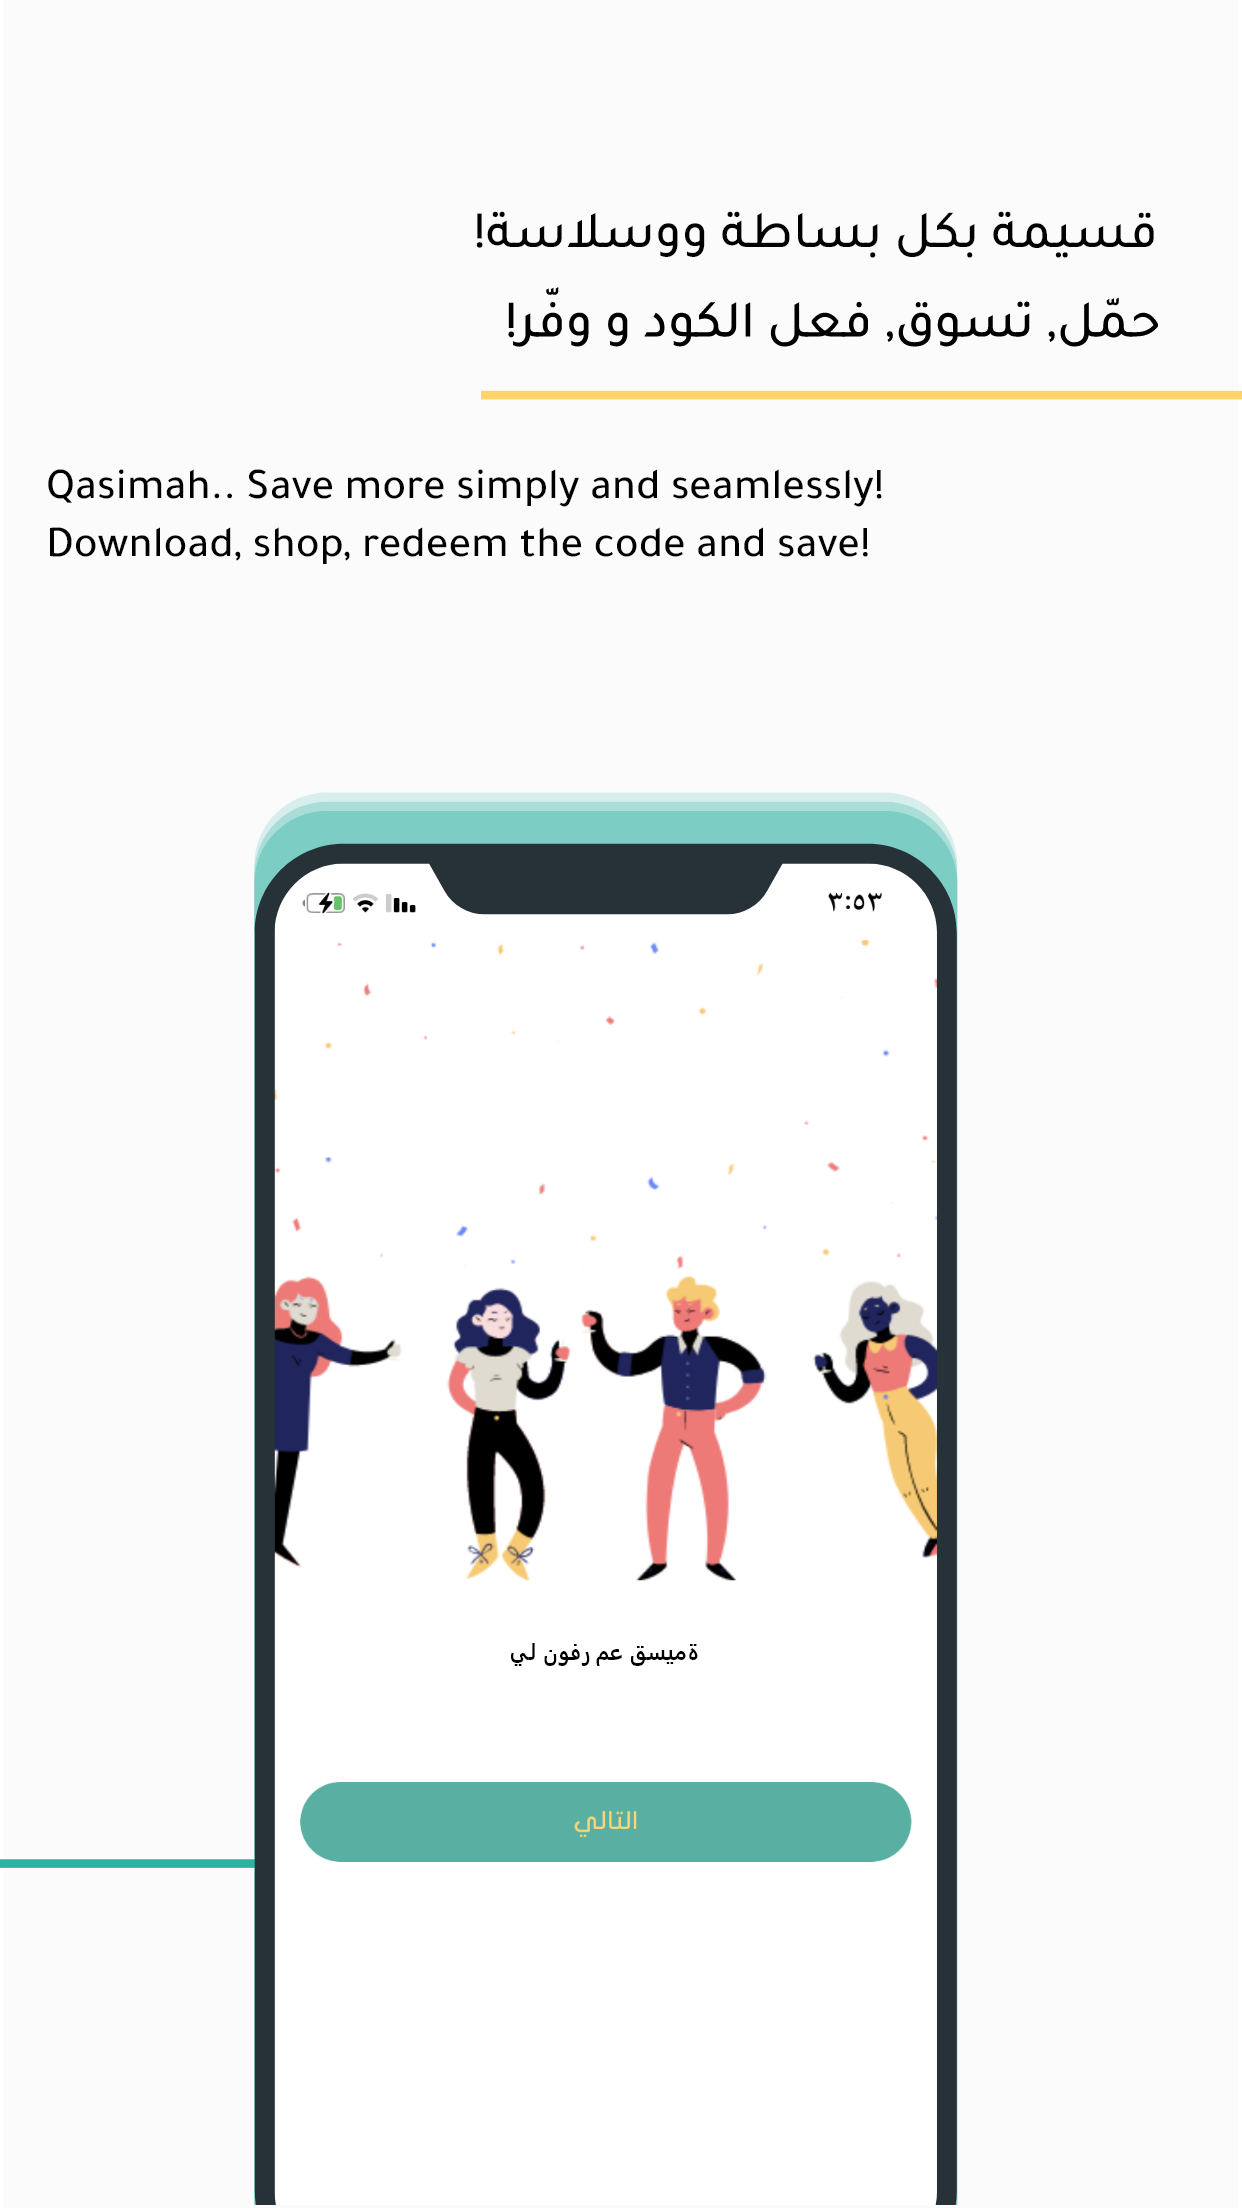 قسيمة بكل بساطة ووسلاسة!
حمّل, تسوق, فعل الكود و وفّر!
Qasimah.. Save more simply and seamlessly!
Download, shop, redeem the code and save!
٣:٥٣
ةميسق عم رفون لي
التالي